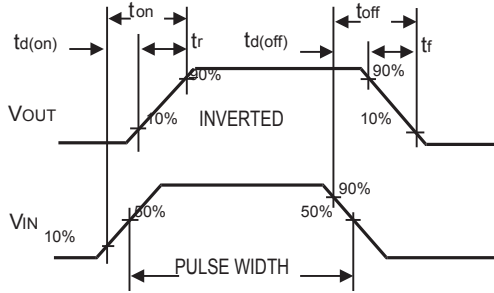 ton
toff
td(on)
tr
td(off)
tf
90%
90%
VOUT
10%
INVERTED
10%
90%
VIN
10%
50%
50%
PULSE WIDTH